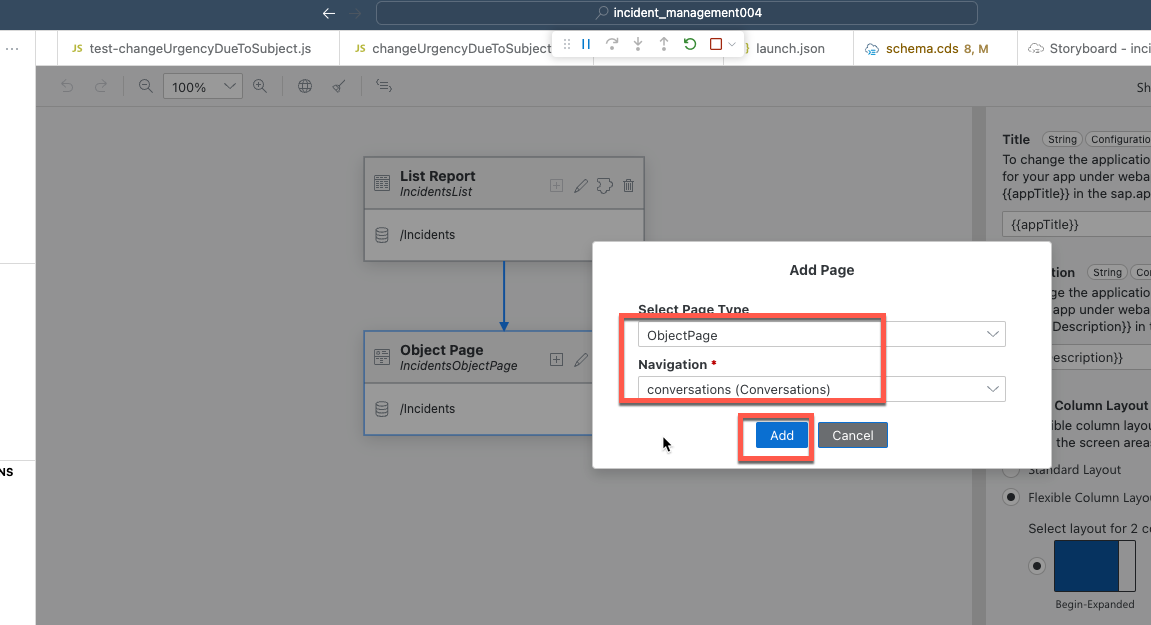 incident_management004
JS test-changeUrgencyDueToSubject.js
JS changeUrgencyDueToSubject
launch.json
schema.cds 8, M
Storyboard - inci
100%
Sh
List Report
IncidentsList
/Incidents
Object Page
IncidentsObjectPage
/Incidents
Add Page
Select Page Type
ObjectPage
Navigation *
conversations (Conversations)
Add
Cancel
NS
Title String Configuratio
To change the applicatio
for your app under weba
{{appTitle}} in the sap.ap
{{appTitle}}
tion String Con
ge the applicatio
app under weba
Description}} in t
escription}}
Column Layout
ible column layou
the screen areas
Standard Layout
Flexible Column Layou
Select layout for 2 co
Begin-Expanded